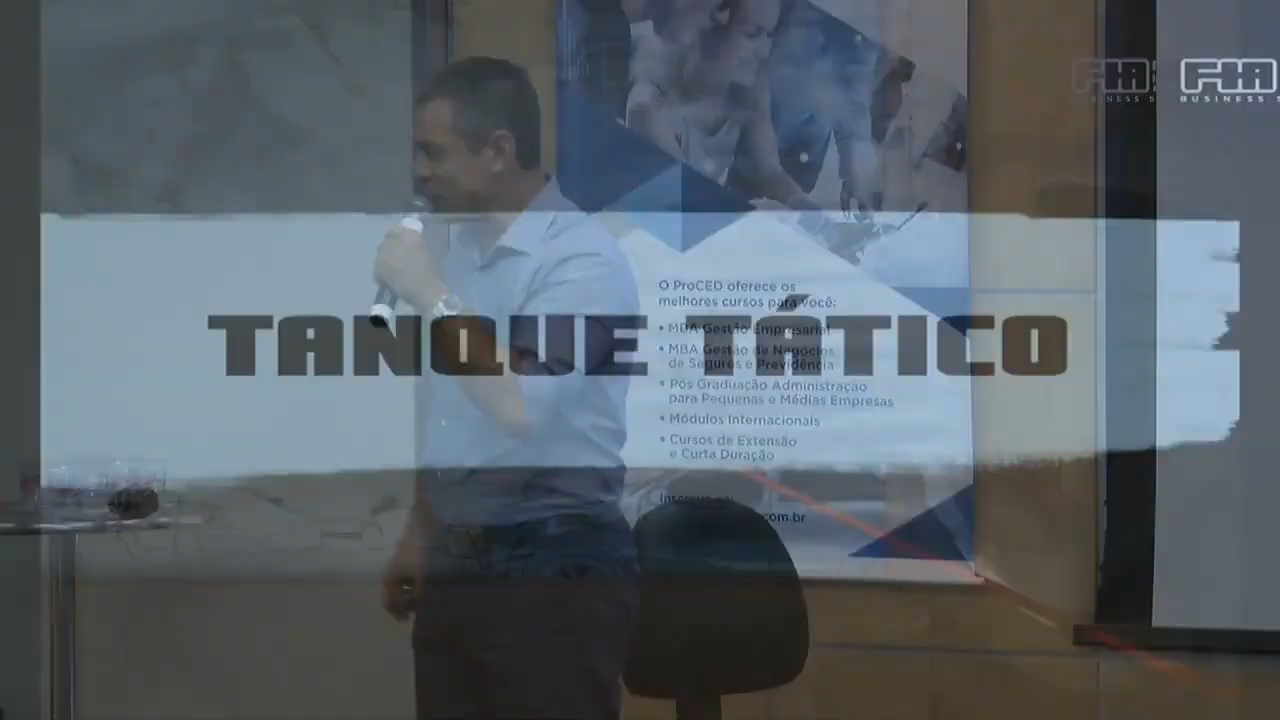 FIA FIA
BUSINESS S BUSINESS S
O ProCED oferece os
melhores cursos para você:
TANQUE TÁTICO
• MBA Gestão Empresarial
• MBA Gestão de Negócios
de Seguros e Previdência
• Pós Graduação Administração
para Pequenas e Médias Empresas
• Módulos Internacionais
• Cursos de Extensão
e Curta Duração
.com.br